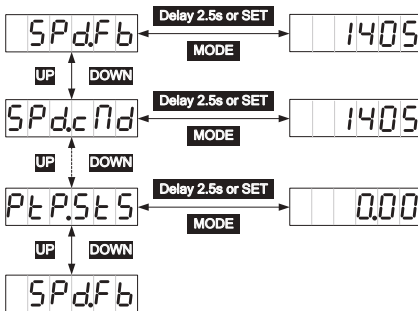 SPd.Fb Delay 2.5s or SET 1405
MODE
UP DOWN
SPd.cMd Delay 2.5s or SET 1405
MODE
UP DOWN
PtP.StS Delay 2.5s or SET 0.00
MODE
UP DOWN
SPd.Fb